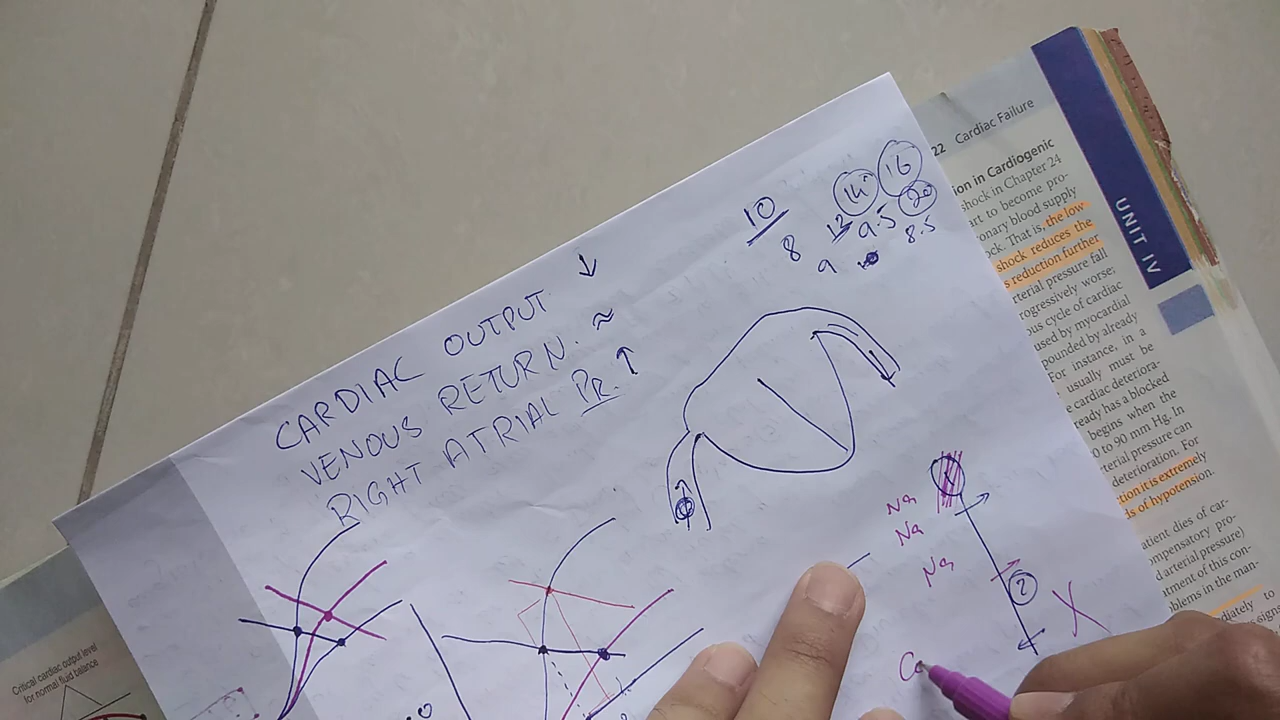 10
14
16
20
8
12
9.5
8.5
9
CARDIAC OUTPUT ↓
VENOUS RETURN. ≈
RIGHT ATRIAL PR. ↑
Na
Na
Na
2
X
Co
22 Cardiac Failure
UNIT IV
ion in Cardiogenic
shock in Chapter 24
art to become pro-
onary blood supply
ock. That is, the low
shock reduces the
s reduction further
rterial pressure fall
rogressively worse;
ous cycle of cardiac
used by myocardial
pounded by already
For instance, in a
usually must be
e cardiac deteriora-
ready has a blocked
begins when the
0 to 90 mm Hg. In
terial pressure can
deterioration. For
tion it is extremely
ds of hypotension.
atient dies of car-
ompensatory pro-
d arterial pressure)
atment of this con-
oblems in the man-
Critical cardiac output level
for normal fluid balance